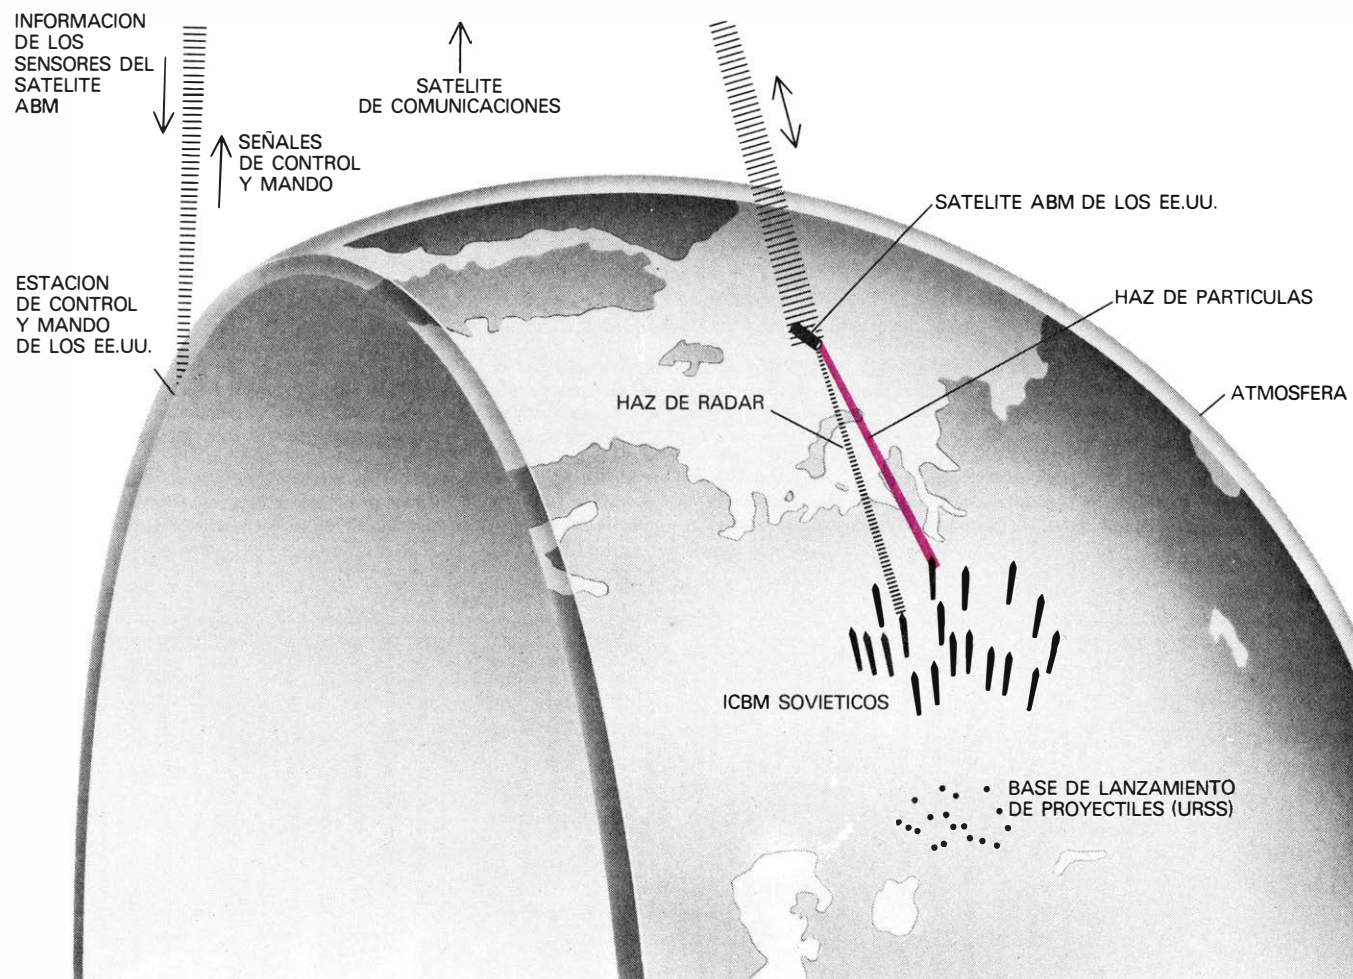 INFORMACION
DE LOS
SENSORES DEL
SATELITE
ABM
SATELITE
DE COMUNICACIONES
SEÑALES
DE CONTROL
Y MANDO
SATELITE ABM DE LOS EE.UU.
ESTACION
DE CONTROL
Y MANDO
DE LOS EE.UU.
HAZ DE PARTICULAS
HAZ DE RADAR
ATMOSFERA
ICBM SOVIETICOS
BASE DE LANZAMIENTO
DE PROYECTILES (URSS)